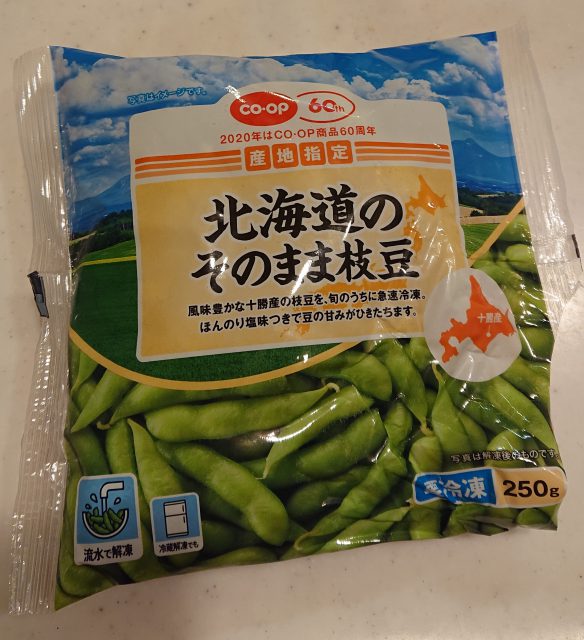 写真はイメージです。
CO·OP 60th
2020年はCO·OP商品60周年
産地指定
北海道の
そのまま枝豆
風味豊かな十勝産の枝豆を、旬のうちに急速冷凍。
ほんのり塩味つきで豆の甘みがひきたちます。
十勝産
写真は解凍後のものです。
要冷凍 250g
流水で解凍
冷蔵解凍でも